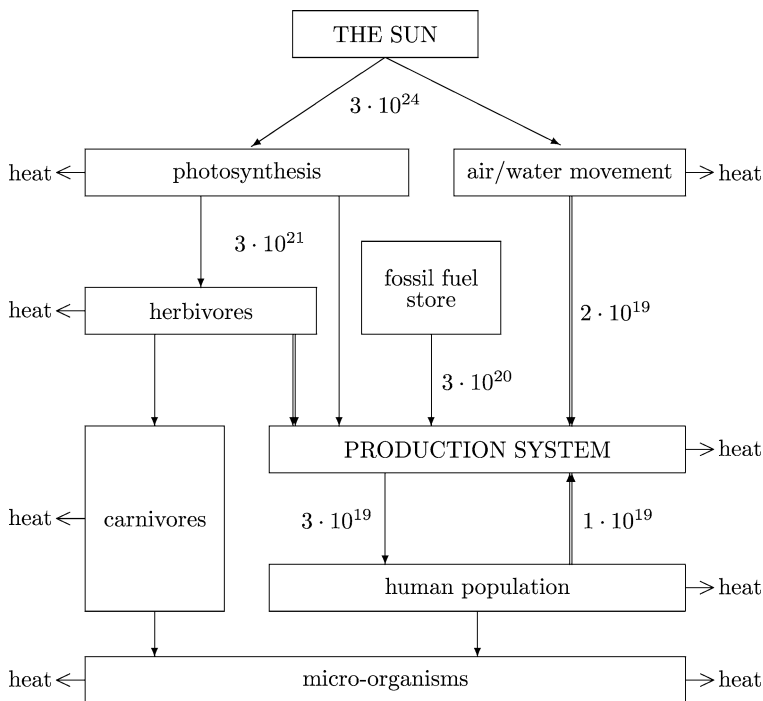 THE SUN
3 · 10^24
heat
photosynthesis
air/water movement
heat
3 · 10^21
fossil fuel
store
heat
herbivores
2 · 10^19
3 · 10^20
PRODUCTION SYSTEM
heat
heat
carnivores
3 · 10^19
1 · 10^19
human population
heat
heat
micro-organisms
heat